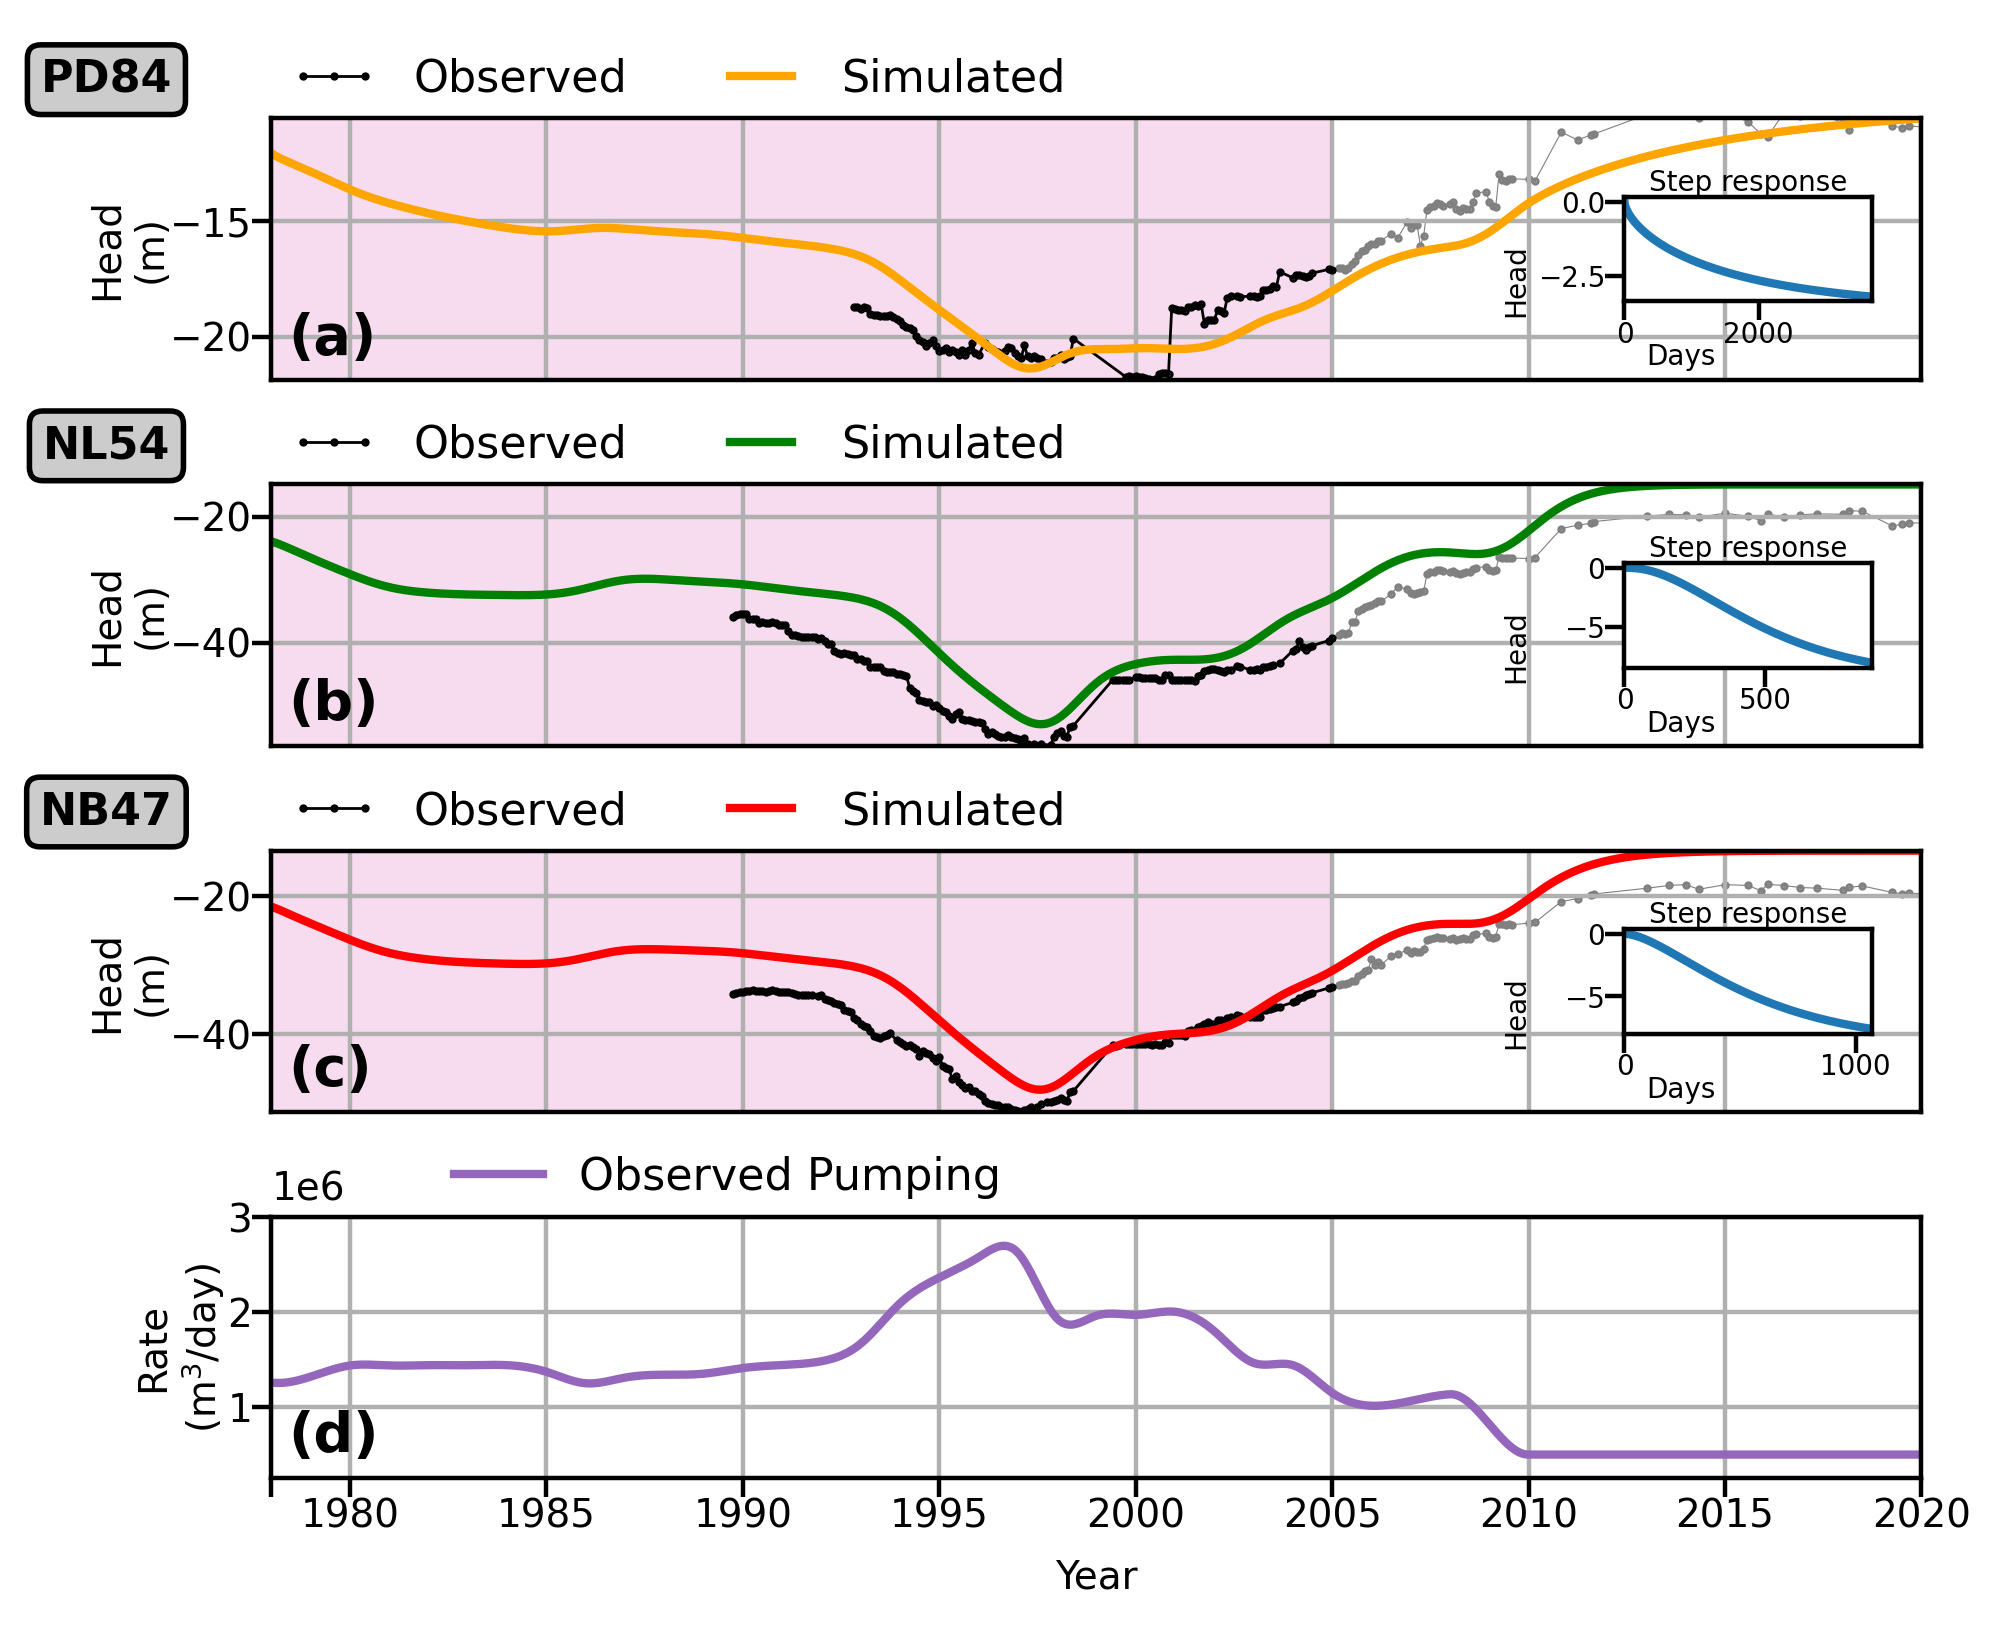 PD84
Observed Simulated
Head
(m)
−15
−20
(a)
Step response
Head
0.0
−2.5
0 2000
Days
NL54
Observed Simulated
Head
(m)
−20
−40
(b)
Step response
Head
0
−5
0 500
Days
NB47
Observed Simulated
Head
(m)
−20
−40
(c)
Step response
Head
0
−5
0 1000
Days
1e6
Observed Pumping
Rate
(m³/day)
3
2
1
(d)
1980 1985 1990 1995 2000 2005 2010 2015 2020
Year